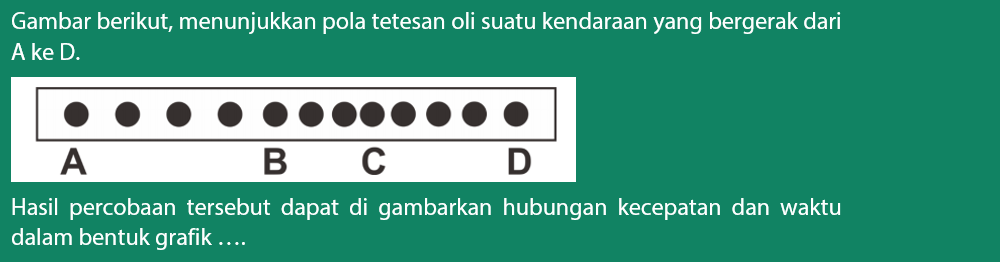 Gambar berikut, menunjukkan pola tetesan oli suatu kendaraan yang bergerak dari
A ke D.
A B C D
Hasil percobaan tersebut dapat di gambarkan hubungan kecepatan dan waktu
dalam bentuk grafik ....